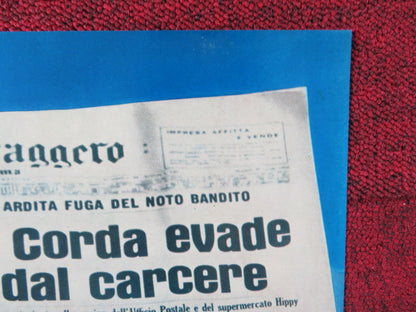 aggero
IMPRESA AFFITTA
E VENDE
ma
ARDITA FUGA DEL NOTO BANDITO
Corda evade
dal carcere
dell'Ufficio Postale e del supermercato Hippy